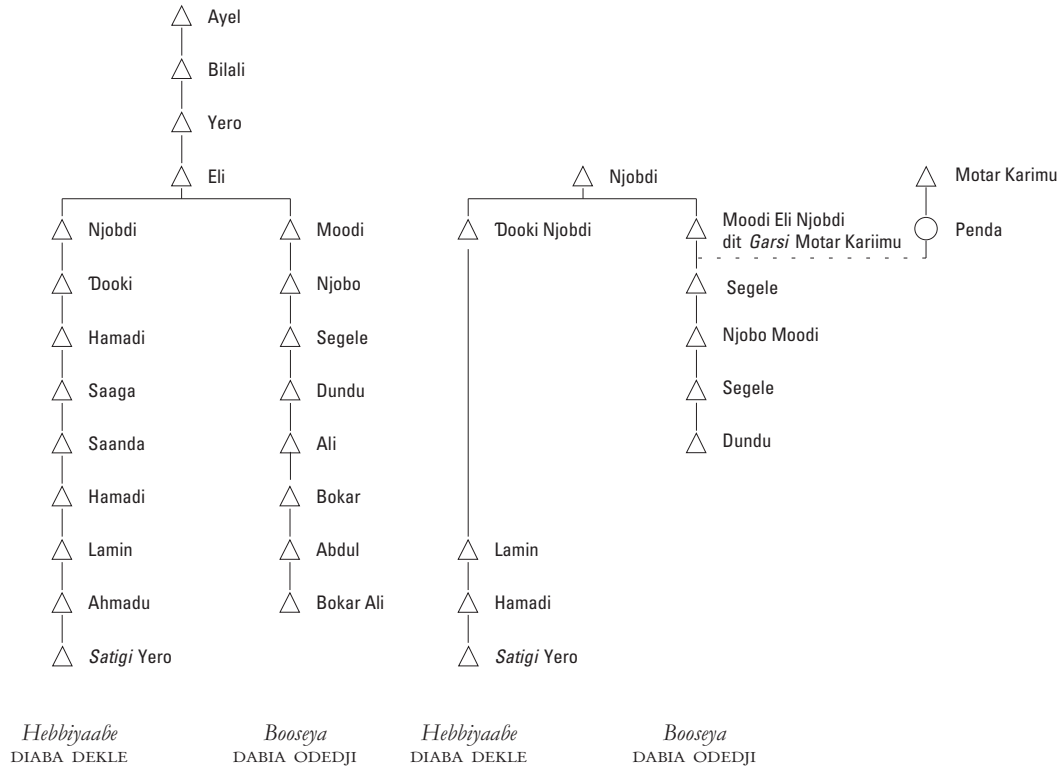 Ayel
Bilali
Yero
Eli
Njobdi
Ɗooki
Hamadi
Saaga
Saanda
Hamadi
Lamin
Ahmadu
Satigi Yero
Moodi
Njobo
Segele
Dundu
Ali
Bokar
Abdul
Bokar Ali
Njobdi
Ɗooki Njobdi
Lamin
Hamadi
Satigi Yero
Moodi Eli Njobdi
dit Garsi Motar Kariimu
Segele
Njobo Moodi
Segele
Dundu
Motar Karimu
Penda
Hebbiyaaɓe
DIABA DEKLE
Booseya
DABIA ODEDJI
Hebbiyaaɓe
DIABA DEKLE
Booseya
DABIA ODEDJI